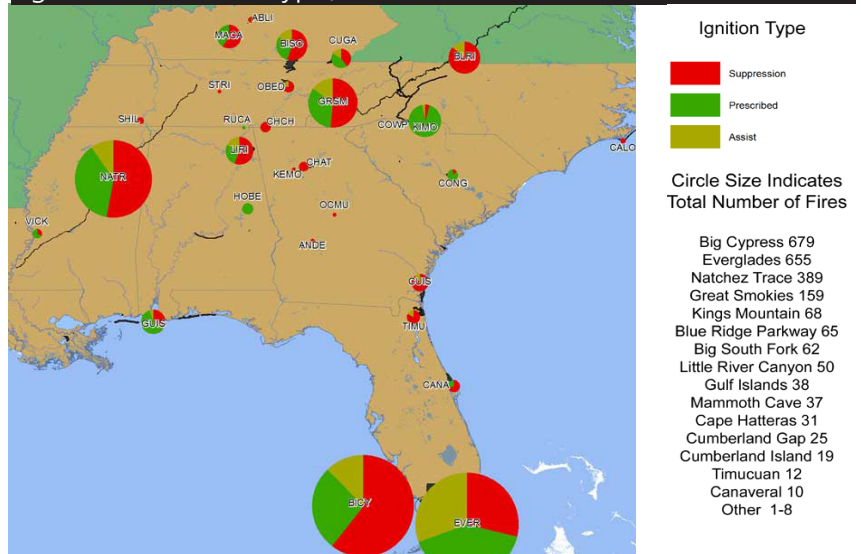 ABLI
MACA
BISO
CUGA
BLRI
STRI
OBED
GRSM
SHIL
RUCA
CHCH
COWP
KIMO
CALO
LIRI
CHAT
KEMO
NATR
CONG
HOBE
OCMU
VICK
ANDE
GUIS
GUIS
TIMU
CANA
BICY
EVER
Ignition Type
Suppression
Prescribed
Assist
Circle Size Indicates
Total Number of Fires
Big Cypress 679
Everglades 655
Natchez Trace 389
Great Smokies 159
Kings Mountain 68
Blue Ridge Parkway 65
Big South Fork 62
Little River Canyon 50
Gulf Islands 38
Mammoth Cave 37
Cape Hatteras 31
Cumberland Gap 25
Cumberland Island 19
Timucuan 12
Canaveral 10
Other 1-8